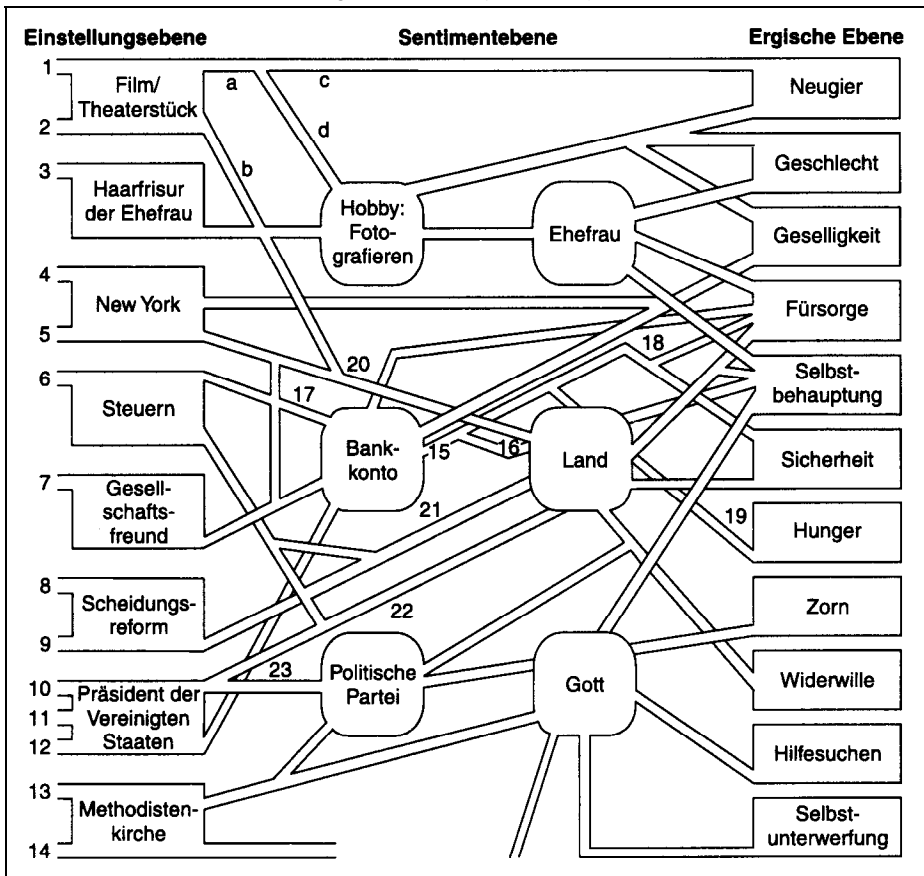 Einstellungsebene
Sentimentebene
Ergische Ebene
1
Film/
Theaterstück
2
a
c
d
b
Neugier
3
Haarfrisur
der Ehefrau
Hobby:
Foto-
grafieren
Ehefrau
Geschlecht
Geselligkeit
4
New York
5
Fürsorge
18
20
6
Steuern
17
Selbst-
behauptung
Bank-
konto
15
16
Land
Sicherheit
7
Gesell-
schafts-
freund
21
19
Hunger
8
Scheidungs-
reform
9
22
Zorn
10
Präsident der
11
Vereinigten
12
Staaten
23
Politische
Partei
Gott
Widerwille
Hilfesuchen
13
Methodisten-
kirche
14
Selbst-
unterwerfung